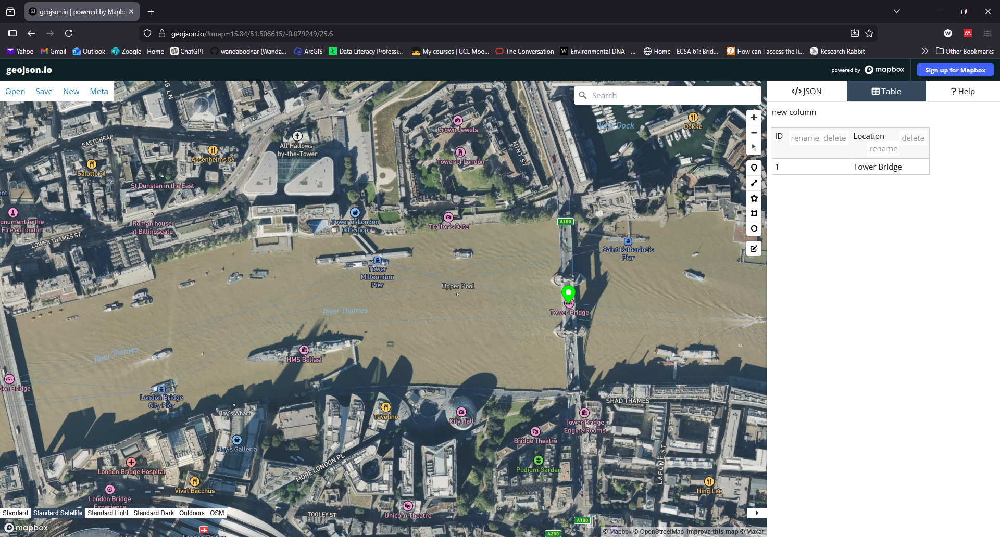 geojson.io | powered by Mapbo
geojson.io/#map=15.84/51.506615/-0.079249/25.6
Yahoo
Gmail
Outlook
Zoogle - Home
ChatGPT
wandabodnar (Wanda...
ArcGIS
Data Literacy Professi...
My courses | UCL Moo...
The Conversation
Environmental DNA - ...
Home - ECSA 61: Brid...
How can I access the li...
Research Rabbit
Other Bookmarks
geojson.io
powered by mapbox
Sign up for Mapbox
Open Save New Meta
Search
</>JSON
Table
? Help
new column
ID rename delete
Location delete
rename
1
Tower Bridge
NG LN
EASTCHEAP
Salotto 31
Assenheims 56
All Hallows-
by-the-Tower
Crown Jewels
Tower of London
MINT ST
West Dock
Dokke
St Dunstan in the East
ent
onument to the
Fire of London
Roman house
at Billingsgate
LOWER THAMES ST
Tower of London
Gift Shop
Traitor's Gate
A100
Saint Katharine's
Pier
Tower
Millennium
Pier
Upper Pool
River Thames
Tower Bridge
River Thames
HMS Belfast
don Bridge
London Bridge
City Pier
Hay's Wharf
Tavolino
City Hall
SHAD THAMES
Tower Bridge
Engine Rooms
Bridge Theatre
Hay's Galleria
MORE LONDON PL
Podium Garden
LAFONE ST
London Bridge Hospital
Vivat Bacchus
Hing Lee
London Bridge
Experience
Unicorn Theatre
TOOLEY ST
A100
A200
London Bridge
Standard
Standard Satellite
Standard Light
Standard Dark
Outdoors
OSM
mapbox
© Mapbox © OpenStreetMap Improve this map © Maxar